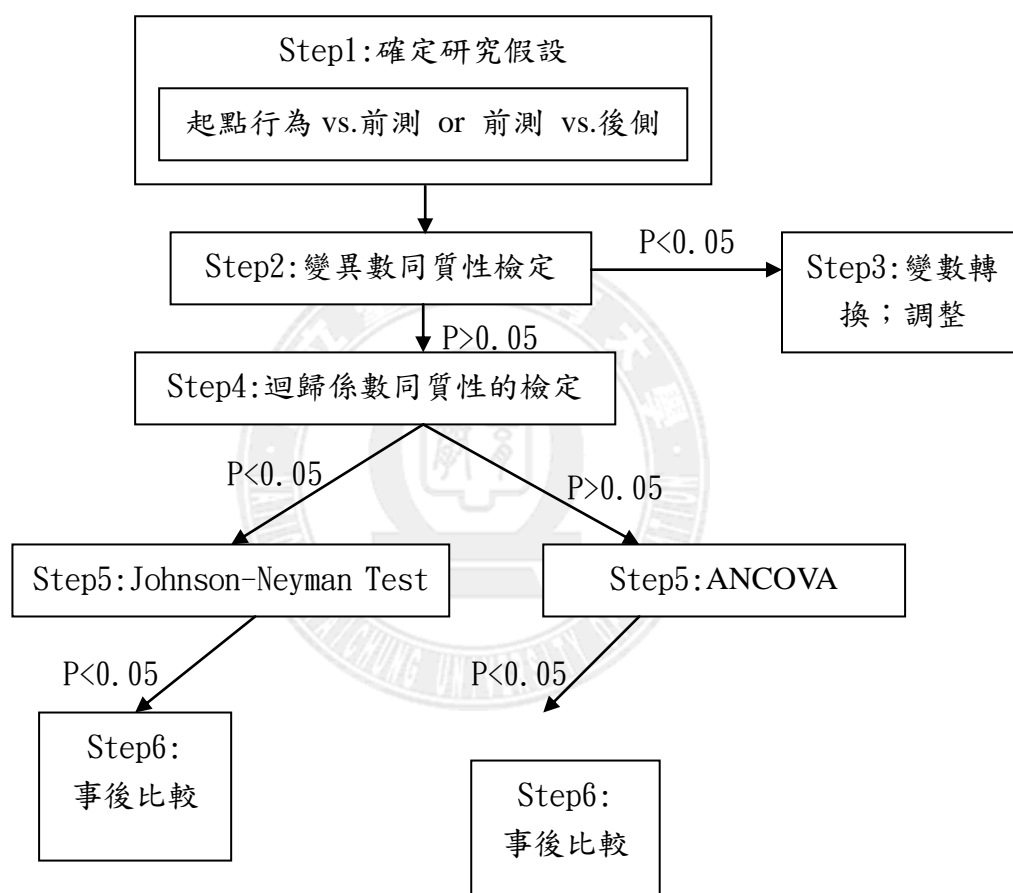 Step1:確定研究假設
起點行為 vs.前測 or 前測 vs.後側
Step2:變異數同質性檢定
P<0.05
Step3:變數轉
換；調整
P>0.05
Step4:迴歸係數同質性的檢定
P<0.05
P>0.05
Step5:Johnson-Neyman Test
Step5:ANCOVA
P<0.05
P<0.05
Step6:
事後比較
Step6:
事後比較